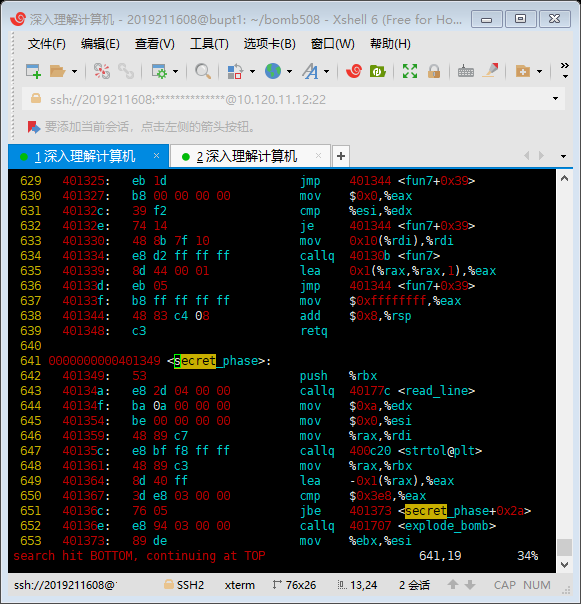 深入理解计算机 - 2019211608@bupt1: ~/bomb508 - Xshell 6 (Free for Ho...
文件(F) 编辑(E) 查看(V) 工具(T) 选项卡(B) 窗口(W) 帮助(H)
ssh://2019211608:**************@10.120.11.12:22
要添加当前会话，点击左侧的箭头按钮。
1 深入理解计算机 × 2 深入理解计算机 × +
629 401325: eb 1d jmp 401344 <fun7+0x39>
630 401327: b8 00 00 00 00 mov $0x0,%eax
631 40132c: 39 f2 cmp %esi,%edx
632 40132e: 74 14 je 401344 <fun7+0x39>
633 401330: 48 8b 7f 10 mov 0x10(%rdi),%rdi
634 401334: e8 d2 ff ff ff callq 40130b <fun7>
635 401339: 8d 44 00 01 lea 0x1(%rax,%rax,1),%eax
636 40133d: eb 05 jmp 401344 <fun7+0x39>
637 40133f: b8 ff ff ff ff mov $0xffffffff,%eax
638 401344: 48 83 c4 08 add $0x8,%rsp
639 401348: c3 retq
640
641 0000000000401349 <secret_phase>:
642 401349: 53 push %rbx
643 40134a: e8 2d 04 00 00 callq 40177c <read_line>
644 40134f: ba 0a 00 00 00 mov $0xa,%edx
645 401354: be 00 00 00 00 mov $0x0,%esi
646 401359: 48 89 c7 mov %rax,%rdi
647 40135c: e8 bf f8 ff ff callq 400c20 <strtol@plt>
648 401361: 48 89 c3 mov %rax,%rbx
649 401364: 8d 40 ff lea -0x1(%rax),%eax
650 401367: 3d e8 03 00 00 cmp $0x3e8,%eax
651 40136c: 76 05 jbe 401373 <secret_phase+0x2a>
652 40136e: e8 94 03 00 00 callq 401707 <explode_bomb>
653 401373: 89 de mov %ebx,%esi
search hit BOTTOM, continuing at TOP 641,19 34%
ssh://2019211608@ SSH2 xterm 76x26 13,24 2 会话 CAP NUM